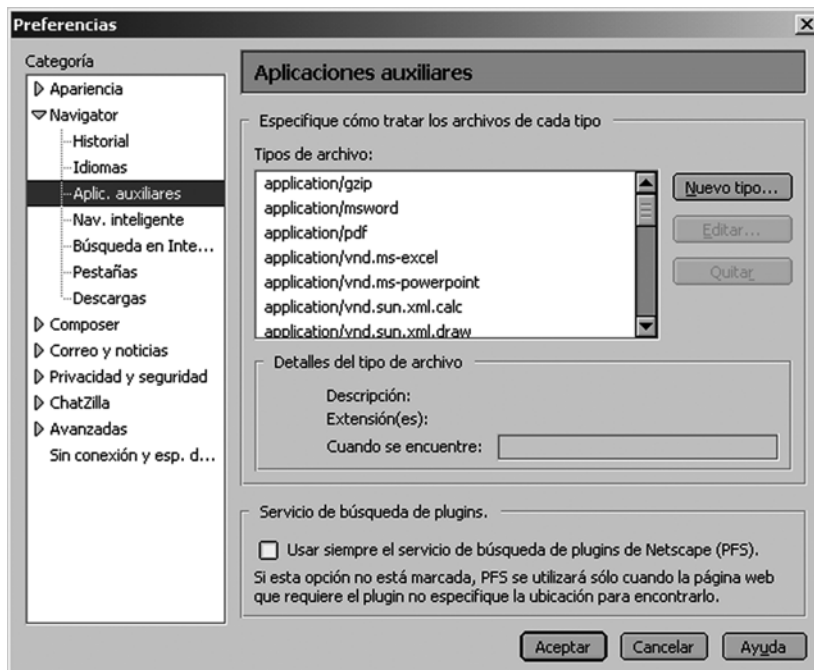 Preferencias
Categoría
Apariencia
Navigator
Historial
Idiomas
Aplic. auxiliares
Nav. inteligente
Búsqueda en Inte...
Pestañas
Descargas
Composer
Correo y noticias
Privacidad y seguridad
ChatZilla
Avanzadas
Sin conexión y esp. d...
Aplicaciones auxiliares
Especifique cómo tratar los archivos de cada tipo
Tipos de archivo:
application/gzip
application/msword
application/pdf
application/vnd.ms-excel
application/vnd.ms-powerpoint
application/vnd.sun.xml.calc
application/vnd.sun.xml.draw
Nuevo tipo...
Editar...
Quitar
Detalles del tipo de archivo
Descripción:
Extensión(es):
Cuando se encuentre:
Servicio de búsqueda de plugins.
Usar siempre el servicio de búsqueda de plugins de Netscape (PFS).
Si esta opción no está marcada, PFS se utilizará sólo cuando la página web
que requiere el plugin no especifique la ubicación para encontrarlo.
Aceptar
Cancelar
Ayuda